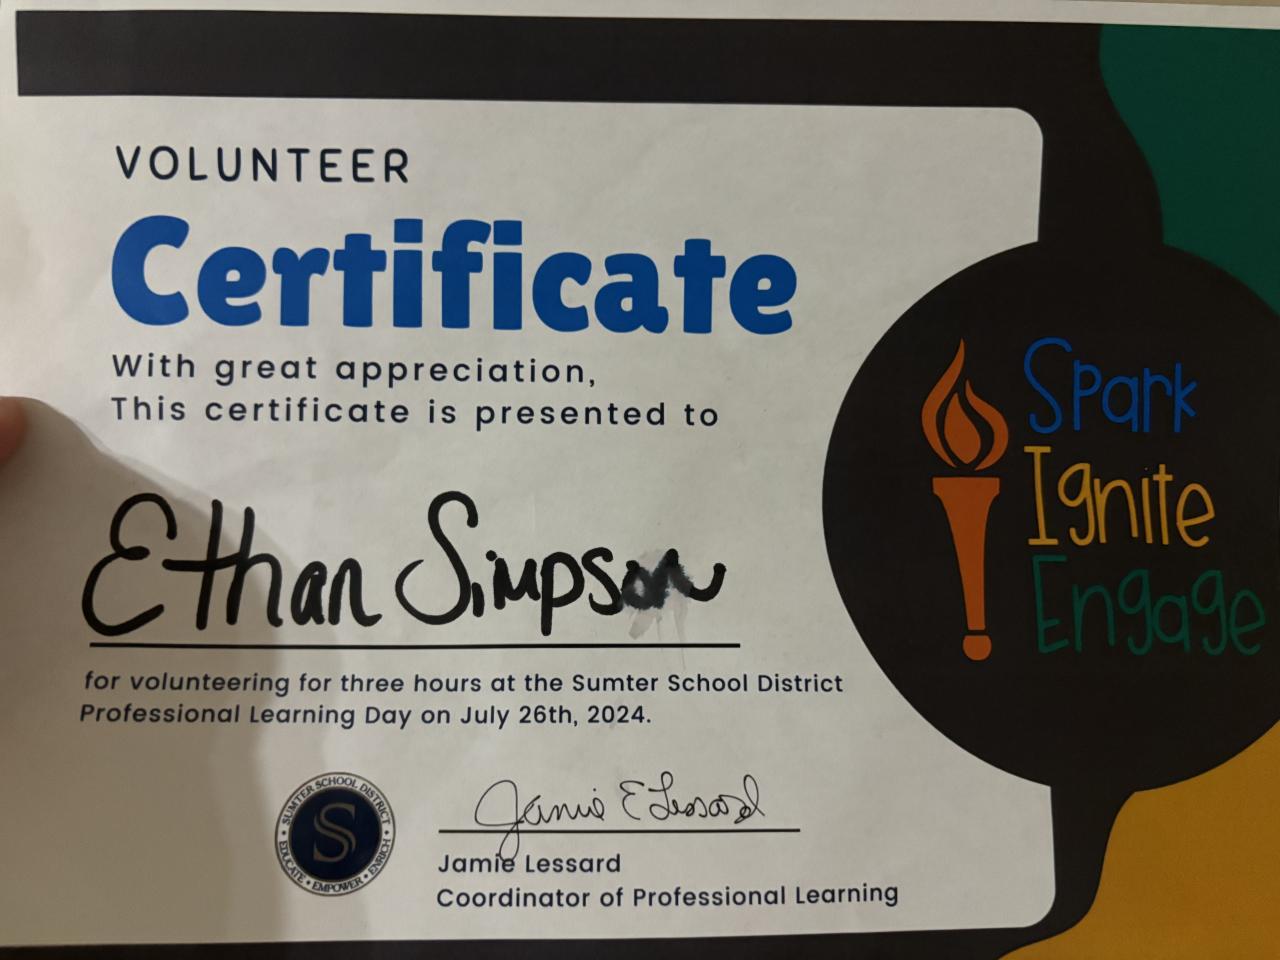 VOLUNTEER
Certificate
With great appreciation,
This certificate is presented to
Ethan Simpson
for volunteering for three hours at the Sumter School District
Professional Learning Day on July 26th, 2024.
Spark
Ignite
Engage
SUMTER SCHOOL DISTRICT
EDUCATE • EMPOWER • ENRICH
S
Jamie E Lessard
Jamie Lessard
Coordinator of Professional Learning